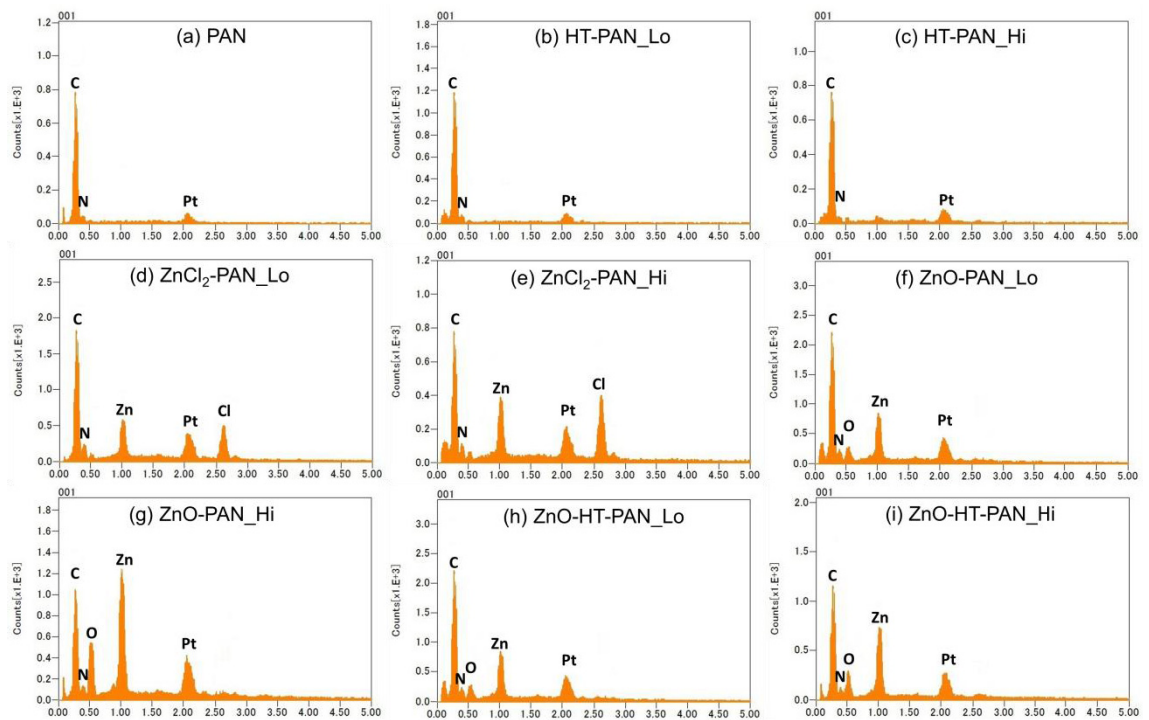 001
(a) PAN
Counts[x1.E+3]
1.2
1.0
0.8
0.6
0.4
0.2
0.0
C
N
Pt
0.00 0.50 1.00 1.50 2.00 2.50 3.00 3.50 4.00 4.50 5.00
001
(b) HT-PAN_Lo
Counts[x1.E+3]
1.8
1.6
1.4
1.2
1.0
0.8
0.6
0.4
0.2
0.0
C
N
Pt
0.00 0.50 1.00 1.50 2.00 2.50 3.00 3.50 4.00 4.50 5.00
001
(c) HT-PAN_Hi
Counts[x1.E+3]
1.0
0.8
0.6
0.4
0.2
0.0
C
N
Pt
0.00 0.50 1.00 1.50 2.00 2.50 3.00 3.50 4.00 4.50 5.00
001
(d) ZnCl₂-PAN_Lo
Counts[x1.E+3]
2.5
2.0
1.5
1.0
0.5
0.0
C
N
Zn
Pt
Cl
0.00 0.50 1.00 1.50 2.00 2.50 3.00 3.50 4.00 4.50 5.00
001
(e) ZnCl₂-PAN_Hi
Counts[x1.E+3]
1.2
1.0
0.8
0.6
0.4
0.2
0.0
C
N
Zn
Pt
Cl
0.00 0.50 1.00 1.50 2.00 2.50 3.00 3.50 4.00 4.50 5.00
001
(f) ZnO-PAN_Lo
Counts[x1.E+3]
3.0
2.5
2.0
1.5
1.0
0.5
0.0
C
N
O
Zn
Pt
0.00 0.50 1.00 1.50 2.00 2.50 3.00 3.50 4.00 4.50 5.00
001
(g) ZnO-PAN_Hi
Counts[x1.E+3]
1.8
1.6
1.4
1.2
1.0
0.8
0.6
0.4
0.2
0.0
C
N
O
Zn
Pt
0.00 0.50 1.00 1.50 2.00 2.50 3.00 3.50 4.00 4.50 5.00
001
(h) ZnO-HT-PAN_Lo
Counts[x1.E+3]
3.0
2.5
2.0
1.5
1.0
0.5
0.0
C
N
O
Zn
Pt
0.00 0.50 1.00 1.50 2.00 2.50 3.00 3.50 4.00 4.50 5.00
001
(i) ZnO-HT-PAN_Hi
Counts[x1.E+3]
2.0
1.5
1.0
0.5
0.0
C
N
O
Zn
Pt
0.00 0.50 1.00 1.50 2.00 2.50 3.00 3.50 4.00 4.50 5.00